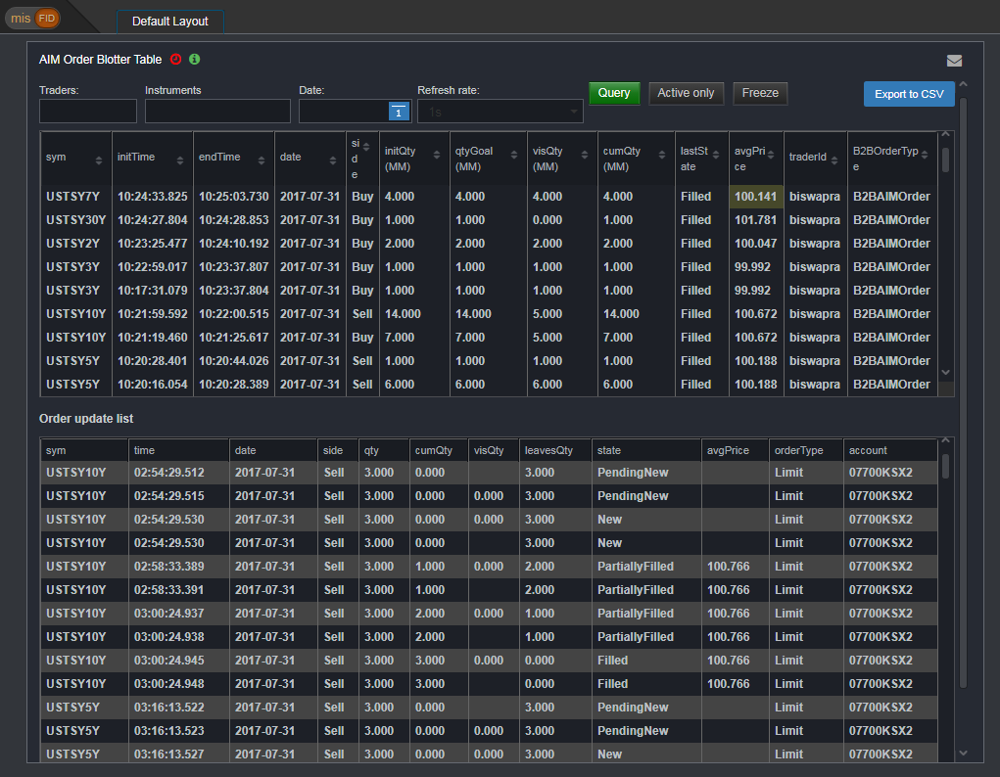 mis FID
Default Layout
AIM Order Blotter Table
Traders: Instruments Date: Refresh rate:
1 1s Query Active only Freeze Export to CSV
sym initTime endTime date si d e initQty (MM) qtyGoal (MM) visQty (MM) cumQty (MM) lastSt ate avgPri ce traderId B2BOrderTyp e
USTSY7Y 10:24:33.825 10:25:03.730 2017-07-31 Buy 4.000 4.000 4.000 4.000 Filled 100.141 biswapra B2BAIMOrder
USTSY30Y 10:24:27.804 10:24:28.853 2017-07-31 Buy 1.000 1.000 0.000 1.000 Filled 101.781 biswapra B2BAIMOrder
USTSY2Y 10:23:25.477 10:24:10.192 2017-07-31 Buy 2.000 2.000 2.000 2.000 Filled 100.047 biswapra B2BAIMOrder
USTSY3Y 10:22:59.017 10:23:37.807 2017-07-31 Buy 1.000 1.000 1.000 1.000 Filled 99.992 biswapra B2BAIMOrder
USTSY3Y 10:17:31.079 10:23:37.804 2017-07-31 Buy 1.000 1.000 1.000 1.000 Filled 99.992 biswapra B2BAIMOrder
USTSY10Y 10:21:59.592 10:22:00.515 2017-07-31 Sell 14.000 14.000 5.000 14.000 Filled 100.672 biswapra B2BAIMOrder
USTSY10Y 10:21:19.460 10:21:25.617 2017-07-31 Buy 7.000 7.000 5.000 7.000 Filled 100.672 biswapra B2BAIMOrder
USTSY5Y 10:20:28.401 10:20:44.026 2017-07-31 Sell 1.000 1.000 1.000 1.000 Filled 100.188 biswapra B2BAIMOrder
USTSY5Y 10:20:16.054 10:20:28.389 2017-07-31 Sell 6.000 6.000 6.000 6.000 Filled 100.188 biswapra B2BAIMOrder
Order update list
sym time date side qty cumQty visQty leavesQty state avgPrice orderType account
USTSY10Y 02:54:29.512 2017-07-31 Sell 3.000 0.000 3.000 PendingNew Limit 07700KSX2
USTSY10Y 02:54:29.515 2017-07-31 Sell 3.000 0.000 0.000 3.000 PendingNew Limit 07700KSX2
USTSY10Y 02:54:29.530 2017-07-31 Sell 3.000 0.000 0.000 3.000 New Limit 07700KSX2
USTSY10Y 02:54:29.530 2017-07-31 Sell 3.000 0.000 3.000 New Limit 07700KSX2
USTSY10Y 02:58:33.389 2017-07-31 Sell 3.000 1.000 0.000 2.000 PartiallyFilled 100.766 Limit 07700KSX2
USTSY10Y 02:58:33.391 2017-07-31 Sell 3.000 1.000 2.000 PartiallyFilled 100.766 Limit 07700KSX2
USTSY10Y 03:00:24.937 2017-07-31 Sell 3.000 2.000 0.000 1.000 PartiallyFilled 100.766 Limit 07700KSX2
USTSY10Y 03:00:24.938 2017-07-31 Sell 3.000 2.000 1.000 PartiallyFilled 100.766 Limit 07700KSX2
USTSY10Y 03:00:24.945 2017-07-31 Sell 3.000 3.000 0.000 0.000 Filled 100.766 Limit 07700KSX2
USTSY10Y 03:00:24.948 2017-07-31 Sell 3.000 3.000 0.000 Filled 100.766 Limit 07700KSX2
USTSY5Y 03:16:13.522 2017-07-31 Sell 3.000 0.000 3.000 PendingNew Limit 07700KSX2
USTSY5Y 03:16:13.523 2017-07-31 Sell 3.000 0.000 0.000 3.000 PendingNew Limit 07700KSX2
USTSY5Y 03:16:13.527 2017-07-31 Sell 3.000 0.000 0.000 3.000 New Limit 07700KSX2